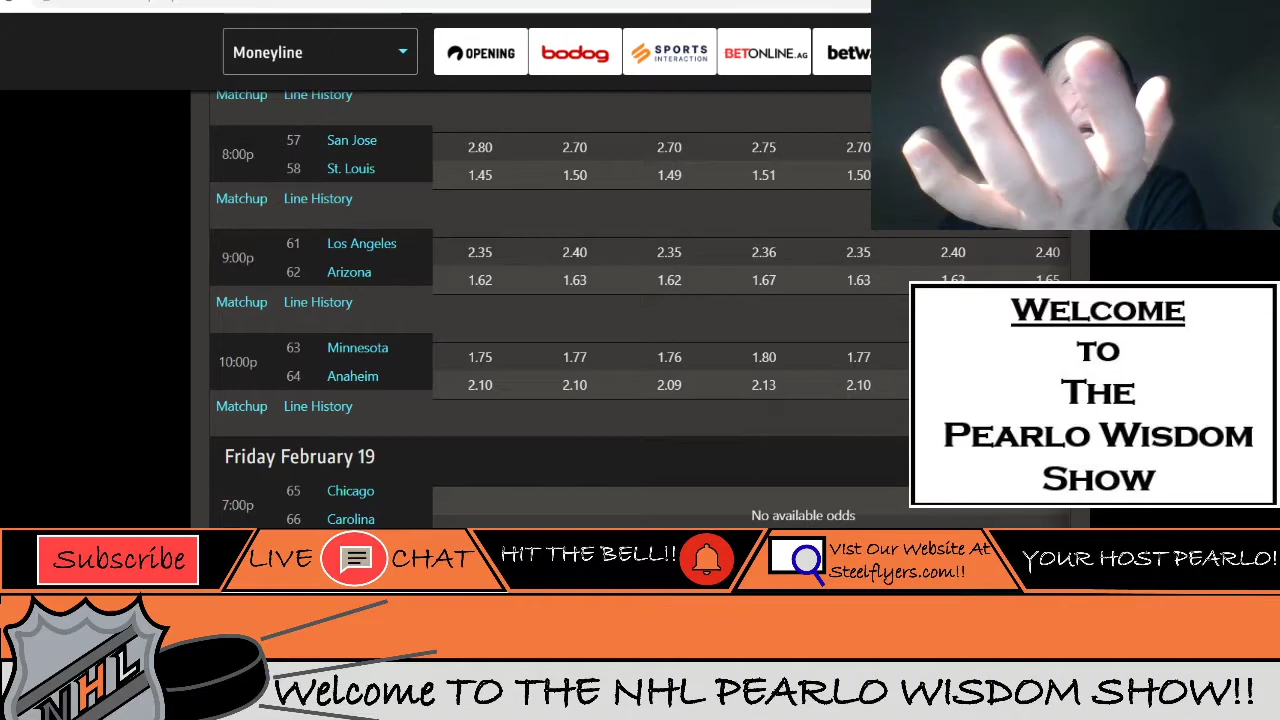 Moneyline
OPENING
bodog
SPORTS
INTERACTION
BETONLINE.AG
Matchup Line History
8:00p
57 San Jose 2.80 2.70 2.70 2.75 2.70
58 St. Louis 1.45 1.50 1.49 1.51 1.50
Matchup Line History
9:00p
61 Los Angeles 2.35 2.40 2.35 2.36 2.35 2.40 2.40
62 Arizona 1.62 1.63 1.62 1.67 1.63 1.63 1.65
Matchup Line History
10:00p
63 Minnesota 1.75 1.77 1.76 1.80 1.77
64 Anaheim 2.10 2.10 2.09 2.13 2.10
Matchup Line History
Friday February 19
7:00p
65 Chicago
66 Carolina
No available odds
WELCOME
TO
THE
PEARLO WISDOM
SHOW
Subscribe
LIVE CHAT
HIT THE BELL!!
VIst Our Website At
Steelflyers.com!!
YOUR HOST PEARLO!
NHL
Welcome TO THE NHL PEARLO WISDOM SHOW!!